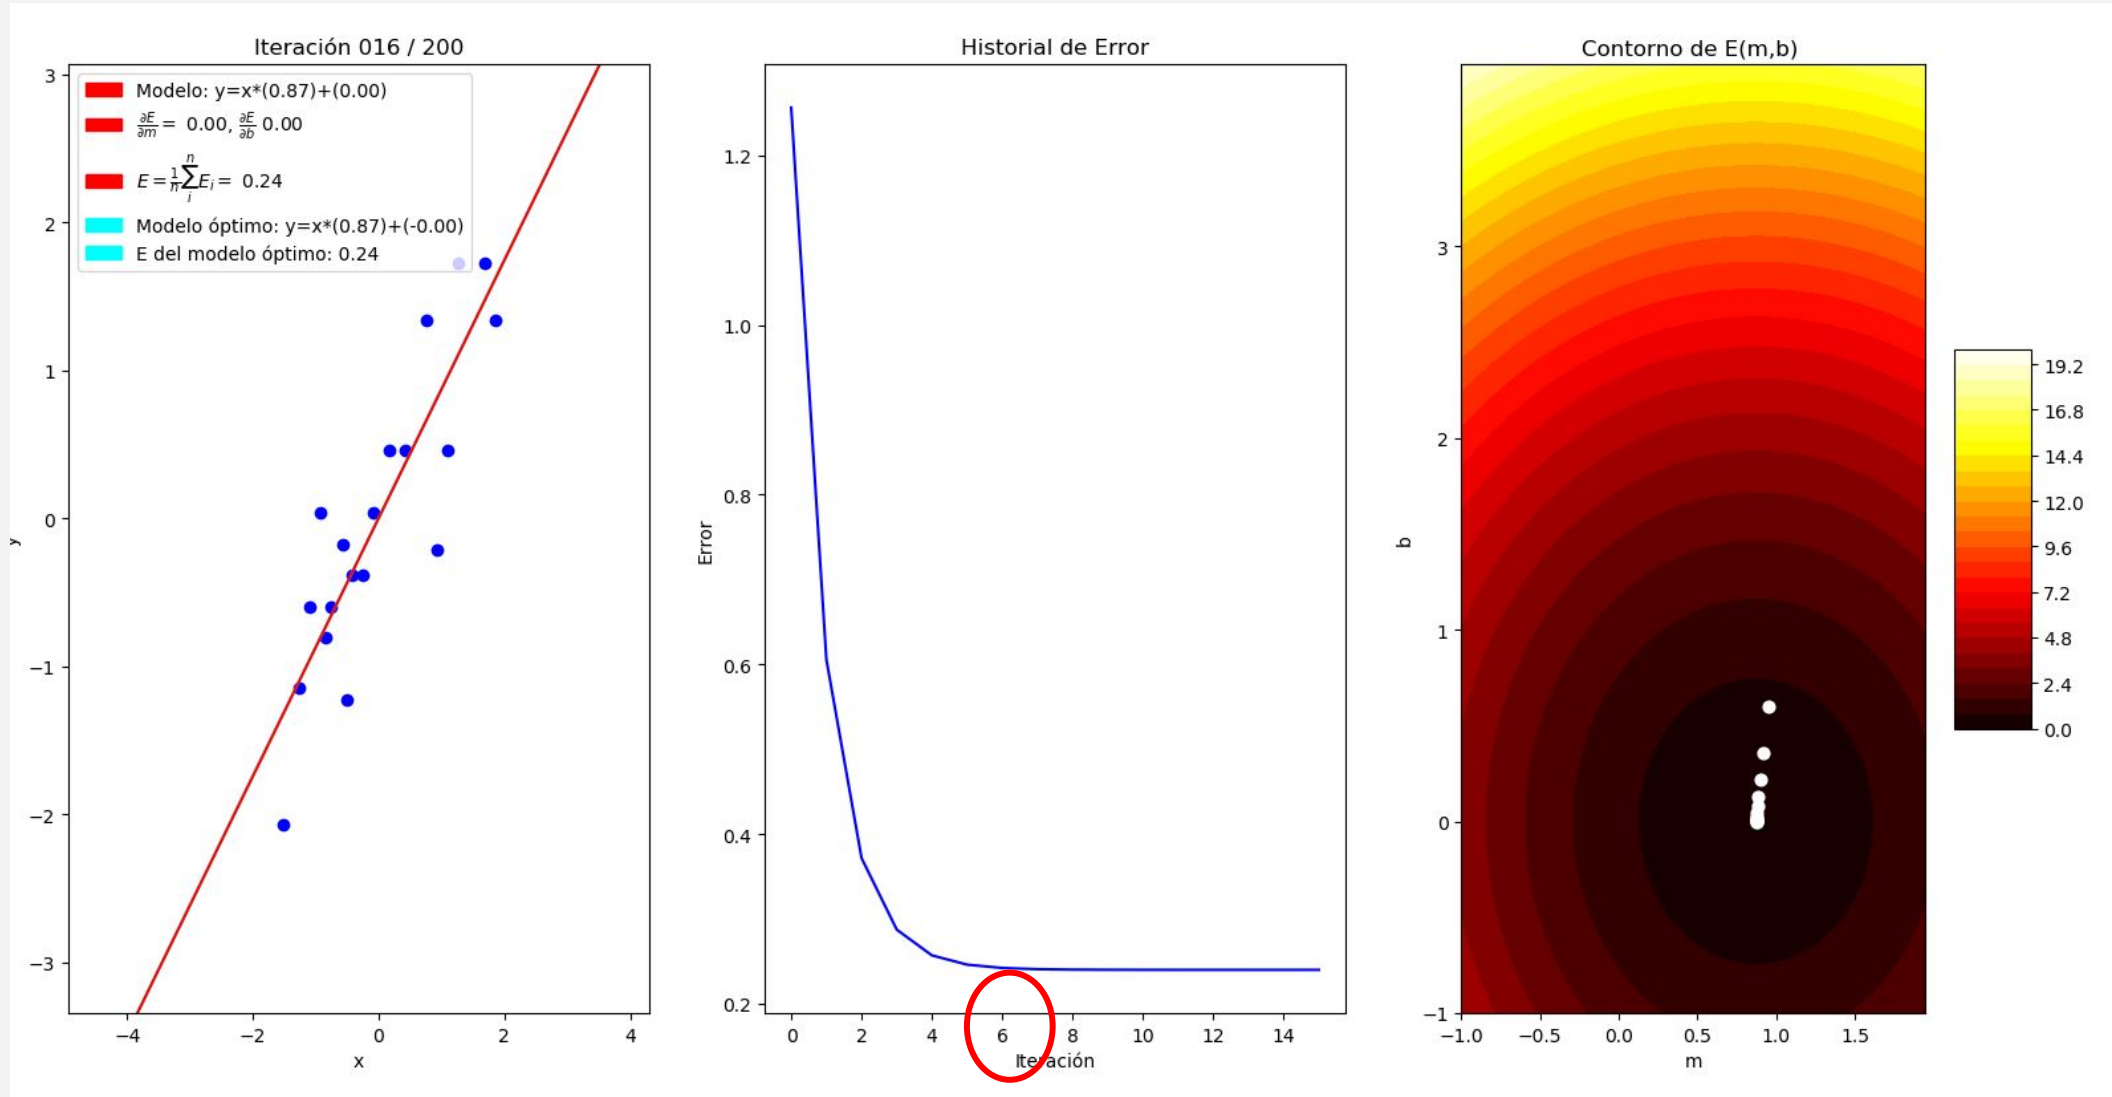 Iteración 016 / 200
Modelo: y=x*(0.87)+(0.00)
∂E/∂m = 0.00, ∂E/∂b 0.00
E = 1/n ∑_i^n E_i = 0.24
Modelo óptimo: y=x*(0.87)+(-0.00)
E del modelo óptimo: 0.24
3
2
1
0
−1
−2
−3
y
−4 −2 0 2 4
x
Historial de Error
1.2
1.0
0.8
0.6
0.4
0.2
Error
0 2 4 6 8 10 12 14
Iteración
Contorno de E(m,b)
3
2
1
0
−1
b
−1.0 −0.5 0.0 0.5 1.0 1.5
m
19.2
16.8
14.4
12.0
9.6
7.2
4.8
2.4
0.0